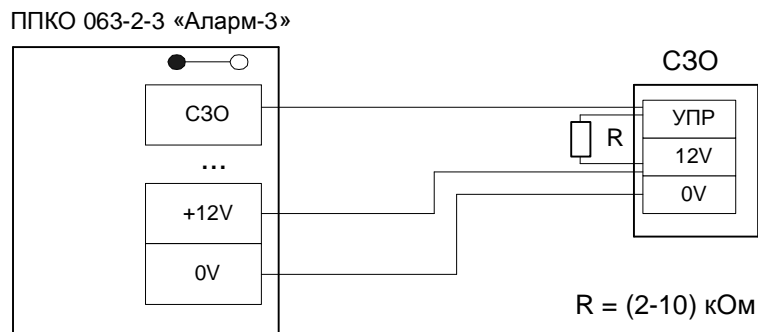 ППКО 063-2-3 «Аларм-3»
СЗО
СЗО
УПР
R
12V
...
+12V
0V
0V
R = (2-10) кОм